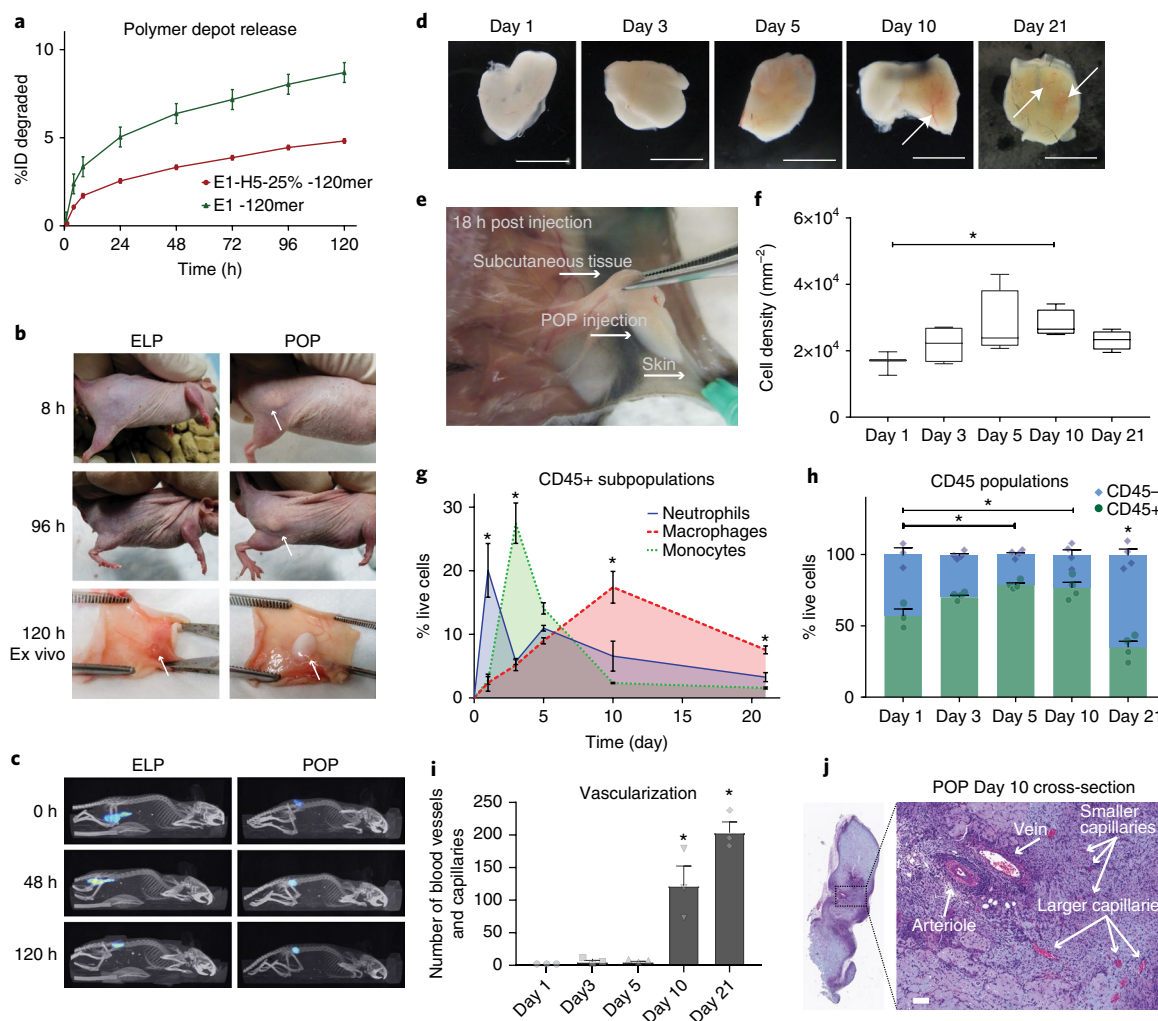 a
Polymer depot release
10
5
0
%ID degraded
E1-H5-25% -120mer
E1 -120mer
0 24 48 72 96 120
Time (h)
b
ELP POP
8 h
96 h
120 h
Ex vivo
c
ELP POP
0 h
48 h
120 h
d
Day 1 Day 3 Day 5 Day 10 Day 21
e
18 h post injection
Subcutaneous tissue
POP injection
Skin
f
6×10⁴
4×10⁴
2×10⁴
0
Cell density (mm⁻²)
*
Day 1 Day 3 Day 5 Day 10 Day 21
g
CD45+ subpopulations
30
20
10
0
% live cells
* * * *
Neutrophils
Macrophages
Monocytes
0 5 10 15 20
Time (day)
h
CD45 populations
CD45–
CD45+
* * *
100
50
0
% live cells
Day 1 Day 3 Day 5 Day 10 Day 21
i
Vascularization
250
200
150
100
50
0
Number of blood vessels
and capillaries
* *
Day 1 Day3 Day 5 Day 10 Day 21
j
POP Day 10 cross-section
Vein
Smaller
capillaries
Arteriole
Larger capillarie